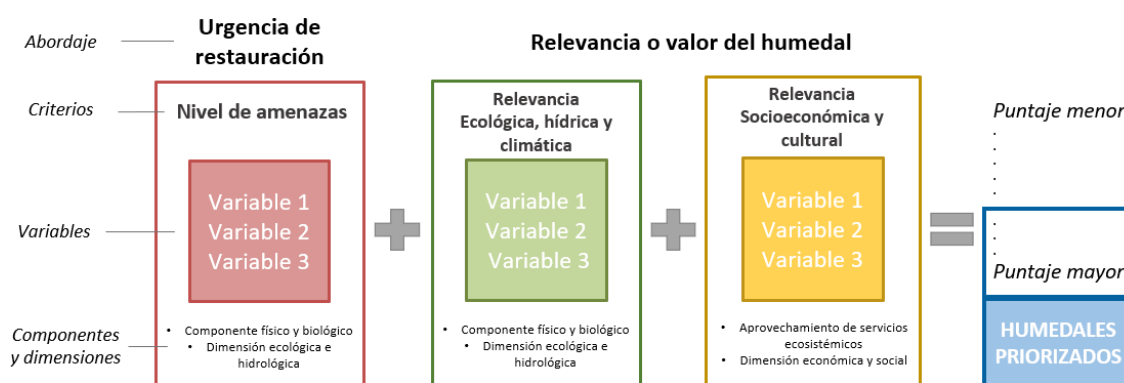 Abordaje
Urgencia de
restauración
Relevancia o valor del humedal
Criterios
Nivel de amenazas
Relevancia
Ecológica, hídrica y
climática
Relevancia
Socioeconómica y
cultural
Puntaje menor
Variables
Variable 1
Variable 2
Variable 3
Variable 1
Variable 2
Variable 3
Variable 1
Variable 2
Variable 3
Puntaje mayor
Componentes
y dimensiones
• Componente físico y biológico
• Dimensión ecológica e
hidrológica
• Componente físico y biológico
• Dimensión ecológica e
hidrológica
• Aprovechamiento de servicios
ecosistémicos
• Dimensión económica y social
HUMEDALES
PRIORIZADOS